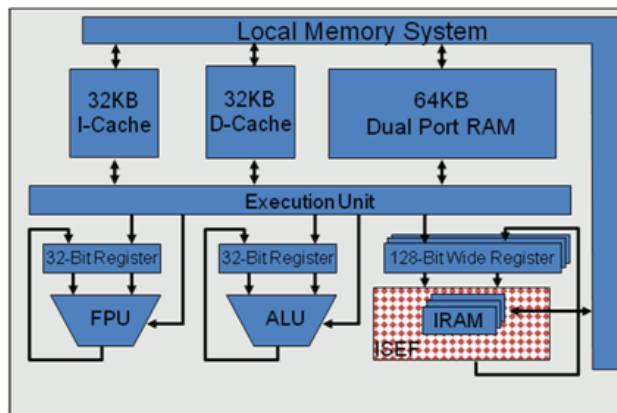 Local Memory System
32KB
I-Cache
32KB
D-Cache
64KB
Dual Port RAM
Execution Unit
32-Bit Register
32-Bit Register
128-Bit Wide Register
FPU
ALU
IRAM
ISEF